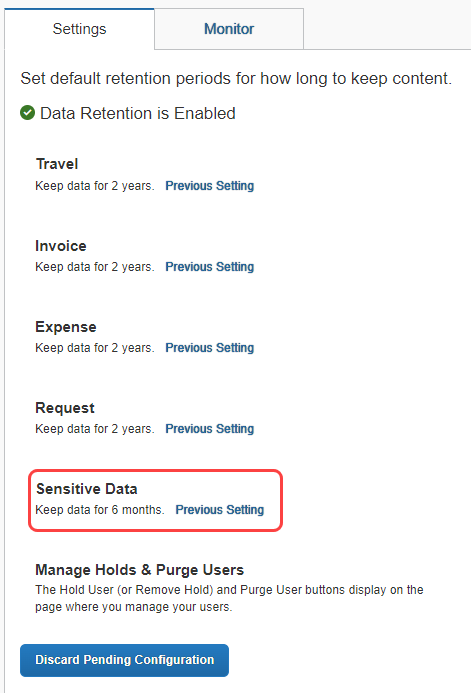 Settings
Monitor
Set default retention periods for how long to keep content.
Data Retention is Enabled
Travel
Keep data for 2 years. Previous Setting
Invoice
Keep data for 2 years. Previous Setting
Expense
Keep data for 2 years. Previous Setting
Request
Keep data for 2 years. Previous Setting
Sensitive Data
Keep data for 6 months. Previous Setting
Manage Holds & Purge Users
The Hold User (or Remove Hold) and Purge User buttons display on the
page where you manage your users.
Discard Pending Configuration